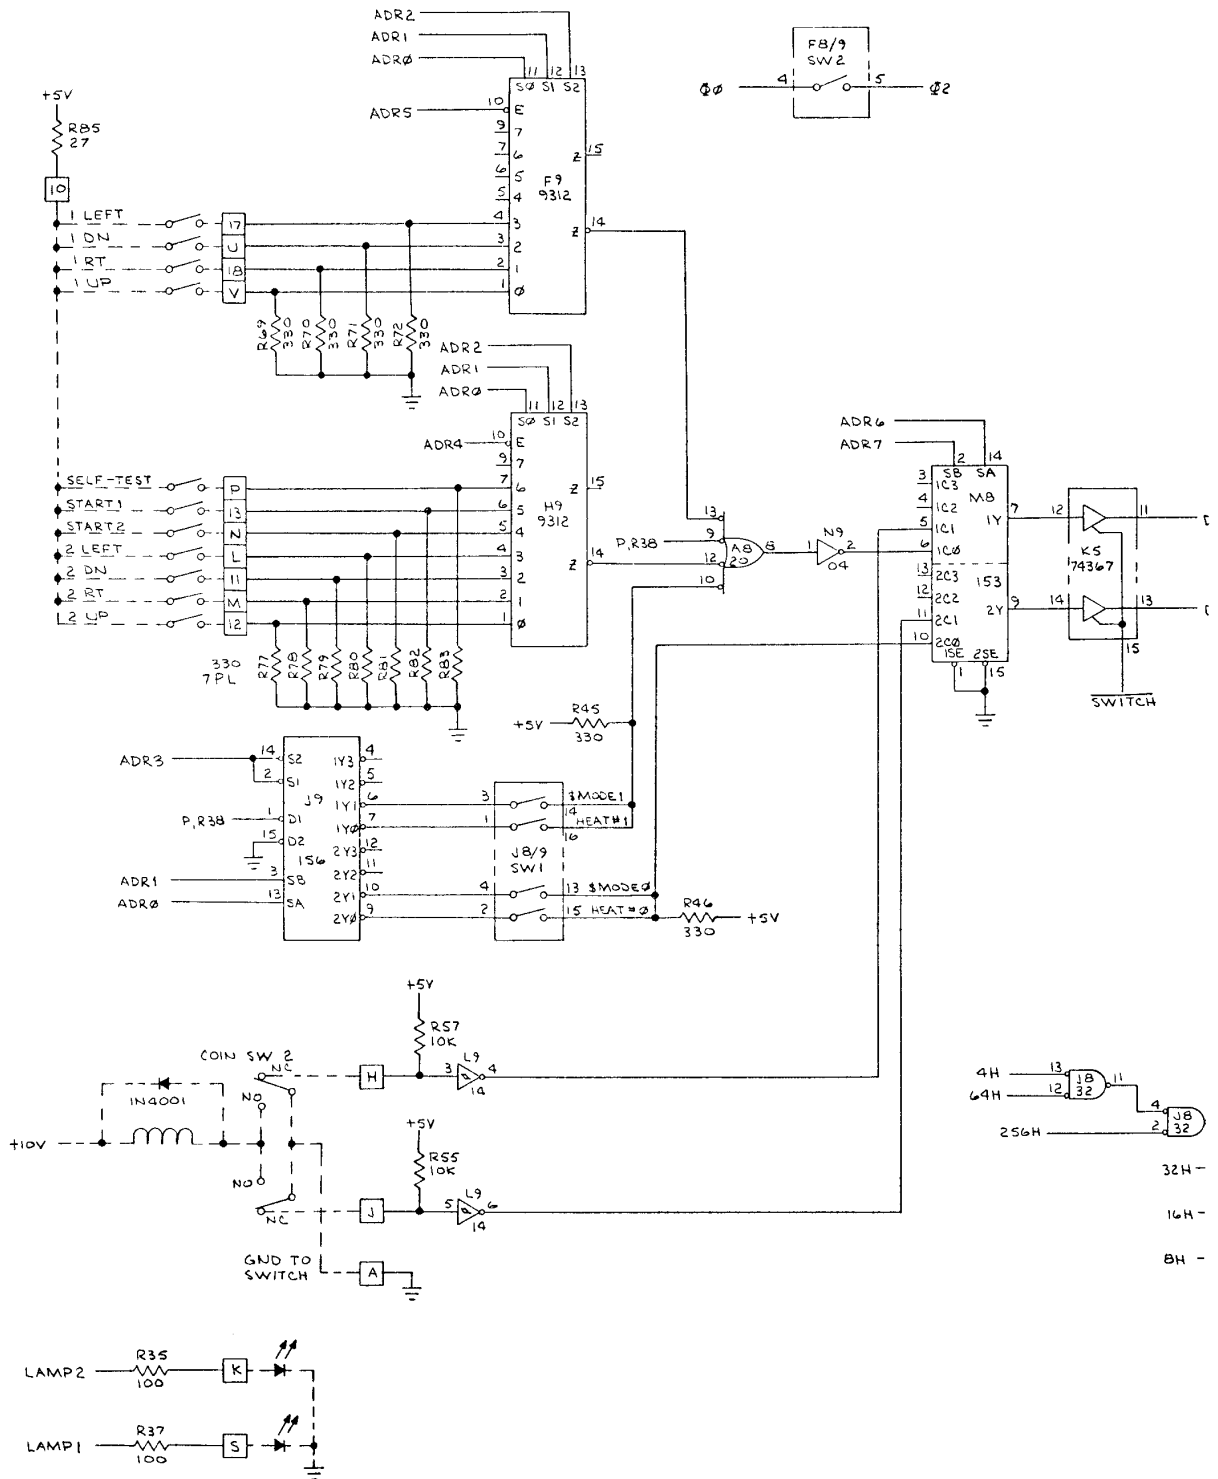 ADR2
ADR1
ADRØ
11 12 13
SØ S1 S2
ADR5
10 E
9 7
7 6
6 5
5 4
4 3
3 2
2 1
1 Ø
F9
9312
Z 15
Z 14
F8/9
SW2
ΦØ 4 5 Φ2
+5V
R85
27
10
1 LEFT 17
1 DN U
1 RT 18
1 UP V
R69 330
R70 330
R71 330
R72 330
ADR2
ADR1
ADRØ
11 12 13
SØ S1 S2
ADR4
10 E
9 7
7 6
6 5
5 4
4 3
3 2
2 1
1 Ø
H9
9312
Z 15
Z 14
SELF-TEST P
START1 13
START2 N
2 LEFT L
2 DN 11
2 RT M
2 UP 12
330
7PL
R77
R78
R79
R80
R81
R82
R83
13
P,R38 9
12
10
A8
20
8
N9
1 2
04
ADR6
ADR7
2 14
SB SA
M8
3 1C3
4 1C2
5 1C1
6 1CØ
1Y 7
153
13 2C3
12 2C2
11 2C1
10 2CØ
2Y 9
1SE 2SE
1 15
12 11
K5
74367
14 13
15
SWITCH
+5V R45
330
ADR3
14 S2
2 S1
J9
P,R38 1 D1
15 D2
156
ADR1 3 SB
ADRØ 13 SA
1Y3 4
1Y2 5
1Y1 6
1YØ 7
2Y3 12
2Y2 11
2Y1 10
2YØ 9
3 14 $MODE1
1 16 HEAT#1
J8/9
SW1
4 13 $MODEØ
2 15 HEAT#Ø
R46
330
+5V
+5V
R57
10K
COIN SW 2
NC
H
3 L9 4
14
1N4001
NO
+10V
NO
NC
+5V
R55
10K
J
5 L9 6
14
GND TO
SWITCH
A
4H 13
64H 12
J8
32
11
4
256H 2
J8
32
32H
16H
8H
LAMP2 R35
100
K
LAMP1 R37
100
S